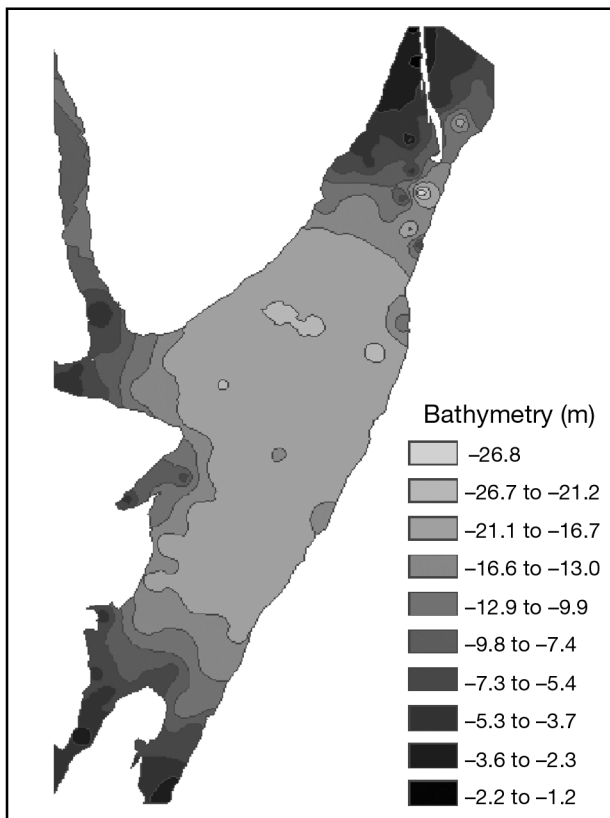 Bathymetry (m)
–26.8
–26.7 to –21.2
–21.1 to –16.7
–16.6 to –13.0
–12.9 to –9.9
–9.8 to –7.4
–7.3 to –5.4
–5.3 to –3.7
–3.6 to –2.3
–2.2 to –1.2